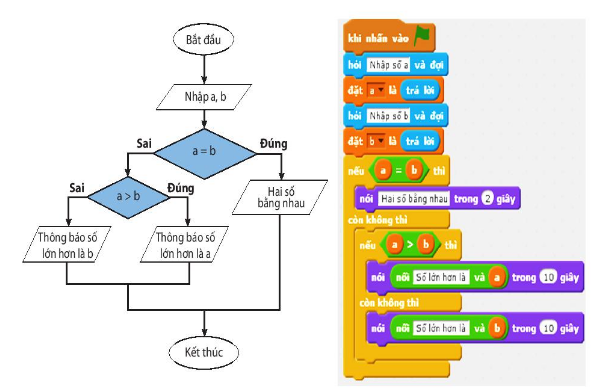 Bắt đầu
Nhập a, b
a = b
Sai
Đúng
a > b
Sai
Đúng
Hai số
bằng nhau
Thông báo số
lớn hơn là b
Thông báo số
lớn hơn là a
Kết thúc
khi nhấn vào
hỏi Nhập số a và đợi
đặt a là trả lời
hỏi Nhập số b và đợi
đặt b là trả lời
nếu a = b thì
nói Hai số bằng nhau trong 2 giây
còn không thì
nếu a > b thì
nói nối Số lớn hơn là và a trong 10 giây
còn không thì
nói nối Số lớn hơn là và b trong 10 giây